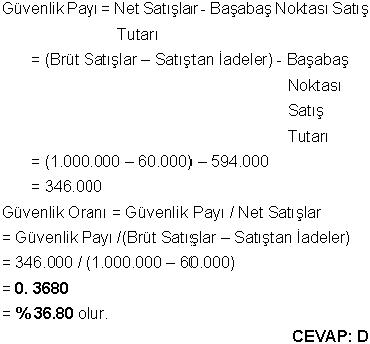 Güvenlik Payı = Net Satışlar - Başabaş Noktası Satış
Tutarı
= (Brüt Satışlar – Satıştan İadeler) - Başabaş
Noktası
Satış
Tutarı
= (1.000.000 – 60.000) – 594.000
= 346.000
Güvenlik Oranı = Güvenlik Payı / Net Satışlar
= Güvenlik Payı /(Brüt Satışlar – Satıştan İadeler)
= 346.000 / (1.000.000 – 60.000)
= 0. 3680
= %36.80 olur.
CEVAP: D